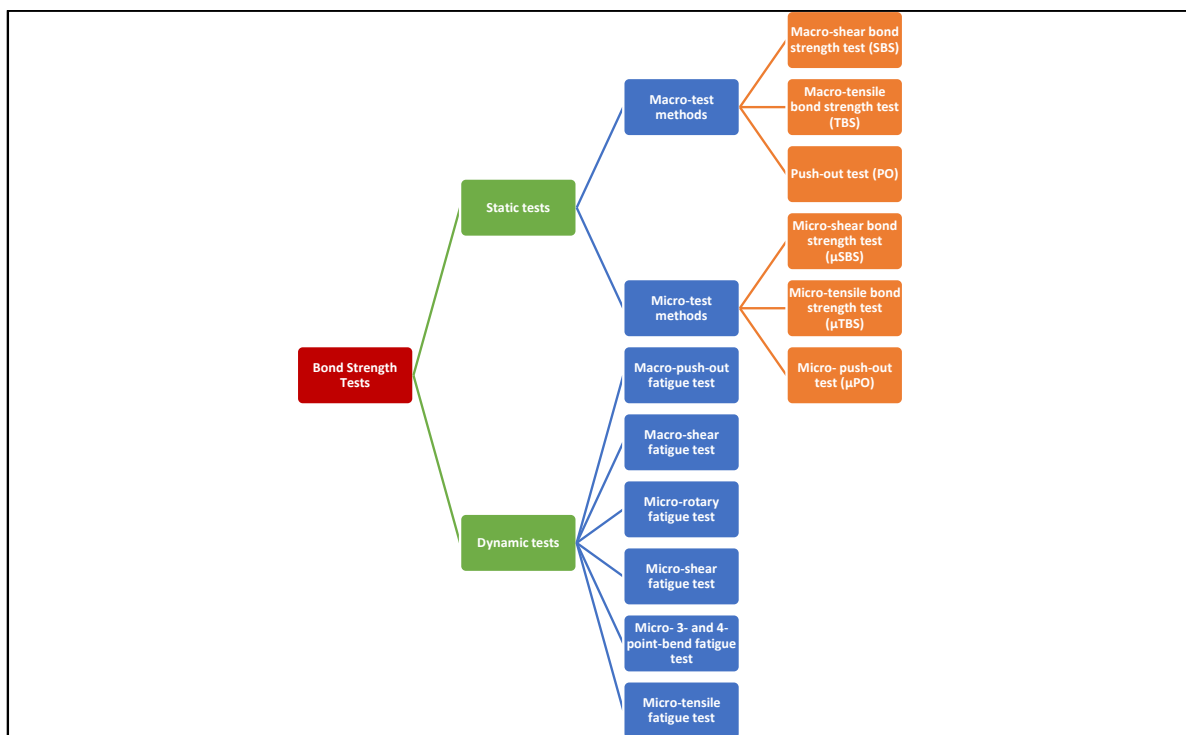 Macro-shear bond
strength test (SBS)
Macro-test
methods
Macro-tensile
bond strength test
(TBS)
Push-out test (PO)
Static tests
Micro-shear bond
strength test
(µSBS)
Micro-test
methods
Micro-tensile bond
strength test
(µTBS)
Bond Strength
Tests
Macro-push-out
fatigue test
Micro- push-out
test (µPO)
Macro-shear
fatigue test
Micro-rotary
fatigue test
Dynamic tests
Micro-shear
fatigue test
Micro- 3- and 4-
point-bend fatigue
test
Micro-tensile
fatigue test